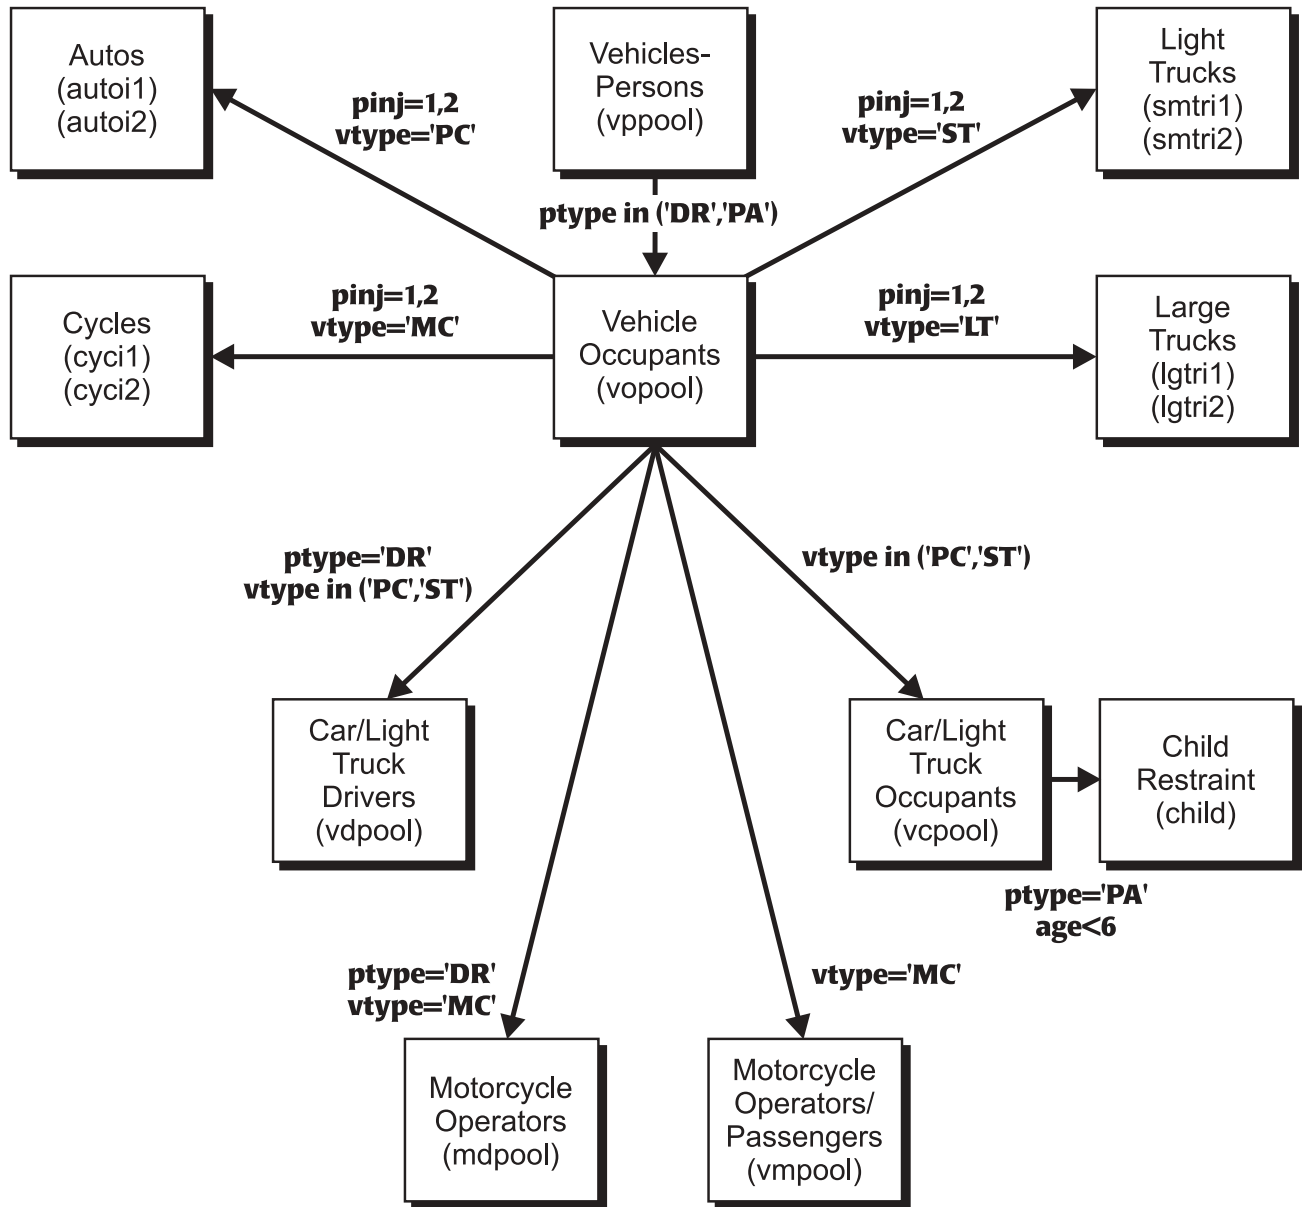 Autos
(autoi1)
(autoi2)
pinj=1,2
vtype='PC'
Vehicles-
Persons
(vppool)
pinj=1,2
vtype='ST'
Light
Trucks
(smtri1)
(smtri2)
ptype in ('DR','PA')
Cycles
(cyci1)
(cyci2)
pinj=1,2
vtype='MC'
Vehicle
Occupants
(vopool)
pinj=1,2
vtype='LT'
Large
Trucks
(lgtri1)
(lgtri2)
ptype='DR'
vtype in ('PC','ST')
vtype in ('PC','ST')
Car/Light
Truck
Drivers
(vdpool)
Car/Light
Truck
Occupants
(vcpool)
Child
Restraint
(child)
ptype='PA'
age<6
ptype='DR'
vtype='MC'
vtype='MC'
Motorcycle
Operators
(mdpool)
Motorcycle
Operators/
Passengers
(vmpool)